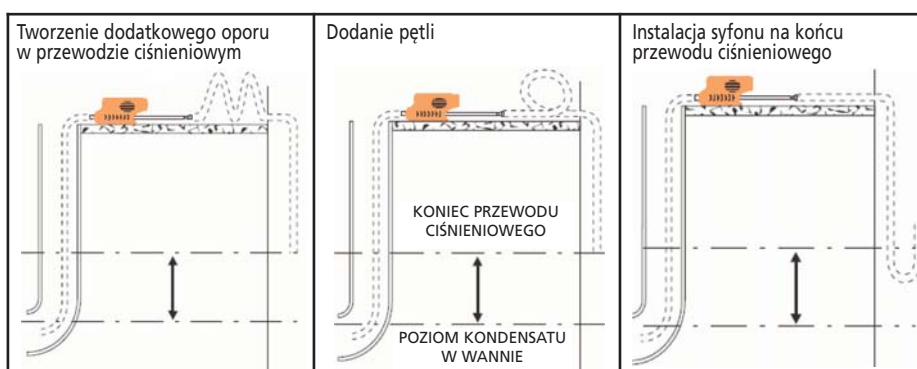 Tworzenie dodatkowego oporu
w przewodzie ciśnieniowym
Dodanie pętli
Instalacja syfonu na końcu
przewodu ciśnieniowego
KONIEC PRZEWODU
CIŚNIENIOWEGO
POZIOM KONDENSATU
W WANNIE